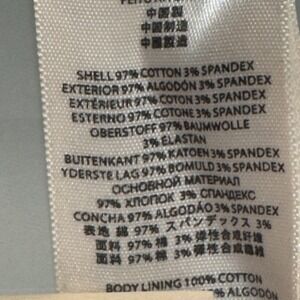 中国製
中国制造
中国製造
SHELL 97% COTTON 3% SPANDEX
EXTERIOR 97% ALGODÓN 3% SPANDEX
EXTÉRIEUR 97% COTON 3% SPANDEX
ESTERNO 97% COTONE 3% SPANDEX
OBERSTOFF 97% BAUMWOLLE
3% ELASTAN
BUITENKANT 97% KATOEN 3% SPANDEX
YDERSTE LAG 97% BOMULD 3% SPANDEX
ОСНОВНОЙ МАТЕРИАЛ
97% ХЛОПОК 3% СПАНДЕКС
CONCHA 97% ALGODÃO 3% SPANDEX
表地 綿 97% スパンデックス 3%
面料 97% 棉 3% 弹性合成纤维
面料 97% 棉 3% 彈性合成纖維
BODY LINING 100% COTTON
% ALGODÓN